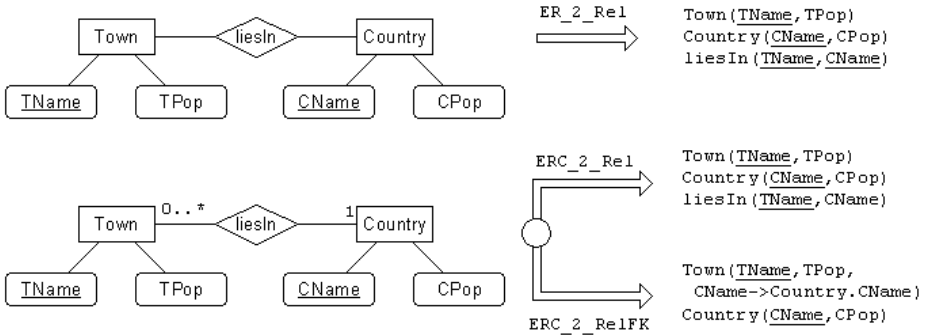 Town
liesIn
Country
TName
TPop
CName
CPop
ER_2_Rel
Town(TName,TPop)
Country(CName,CPop)
liesIn(TName,CName)
Town
0..*
liesIn
1
Country
TName
TPop
CName
CPop
ERC_2_Rel
Town(TName,TPop)
Country(CName,CPop)
liesIn(TName,CName)
ERC_2_RelFK
Town(TName,TPop,
CName->Country.CName)
Country(CName,CPop)